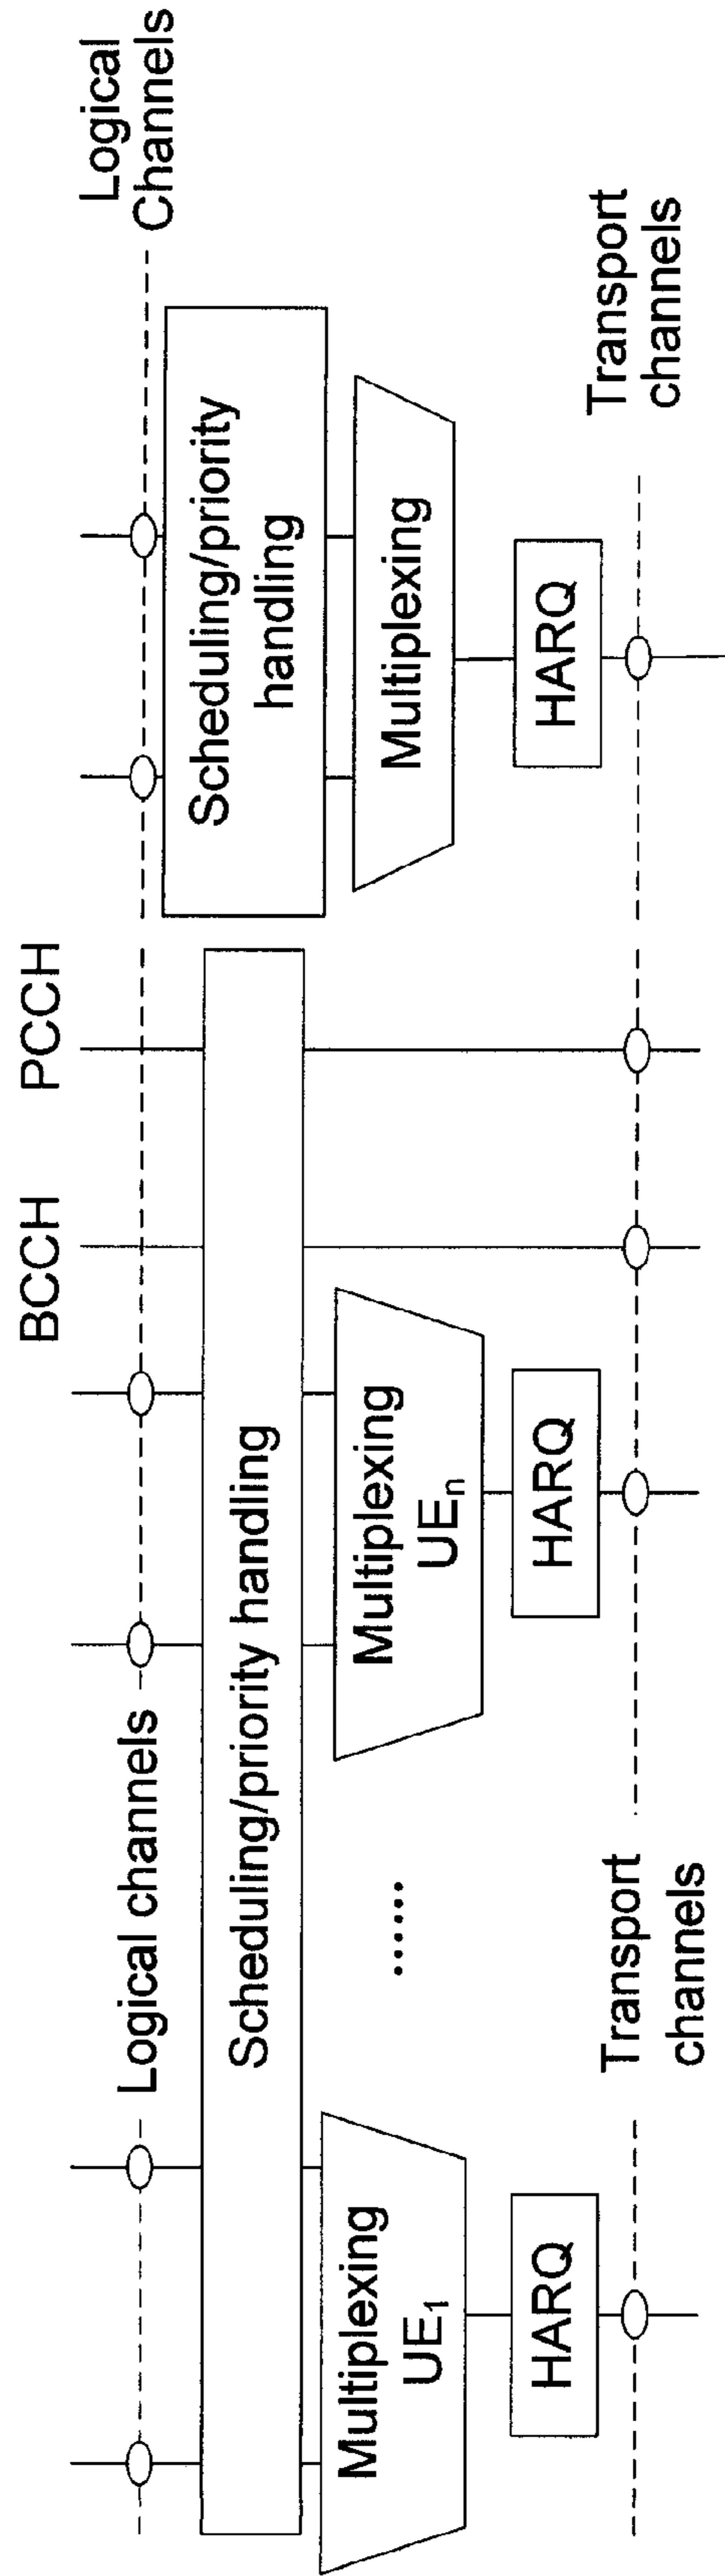 BCCH
PCCH
Logical channels
Logical
Channels
Scheduling/priority handling
Scheduling/priority
handling
Multiplexing
UE1
......
Multiplexing
UEn
Multiplexing
HARQ
HARQ
HARQ
Transport
channels
Transport
channels